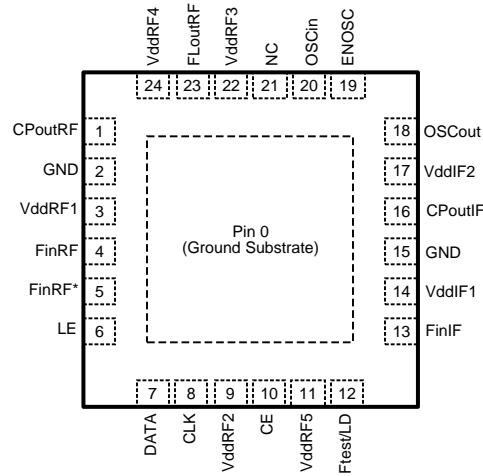 VddRF4
FLoutRF
VddRF3
NC
OSCin
ENOSC
24
23
22
21
20
19
CPoutRF 1
GND 2
VddRF1 3
FinRF 4
FinRF* 5
LE 6
Pin 0
(Ground Substrate)
18 OSCout
17 VddIF2
16 CPoutIF
15 GND
14 VddIF1
13 FinIF
7
8
9
10
11
12
DATA
CLK
VddRF2
CE
VddRF5
Ftest/LD